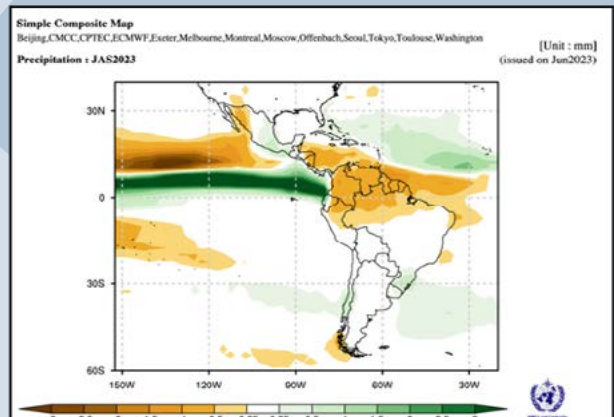 Simple Composite Map
Beijing,CMCC,CPTEC,ECMWF,Exeter,Melbourne,Montreal,Moscow,Offenbach,Seoul,Tokyo,Toulouse,Washington
[Unit : mm]
Precipitation : JAS2023
(issued on Jun2023)
30N
0
30S
60S
150W
120W
90W
60W
30W